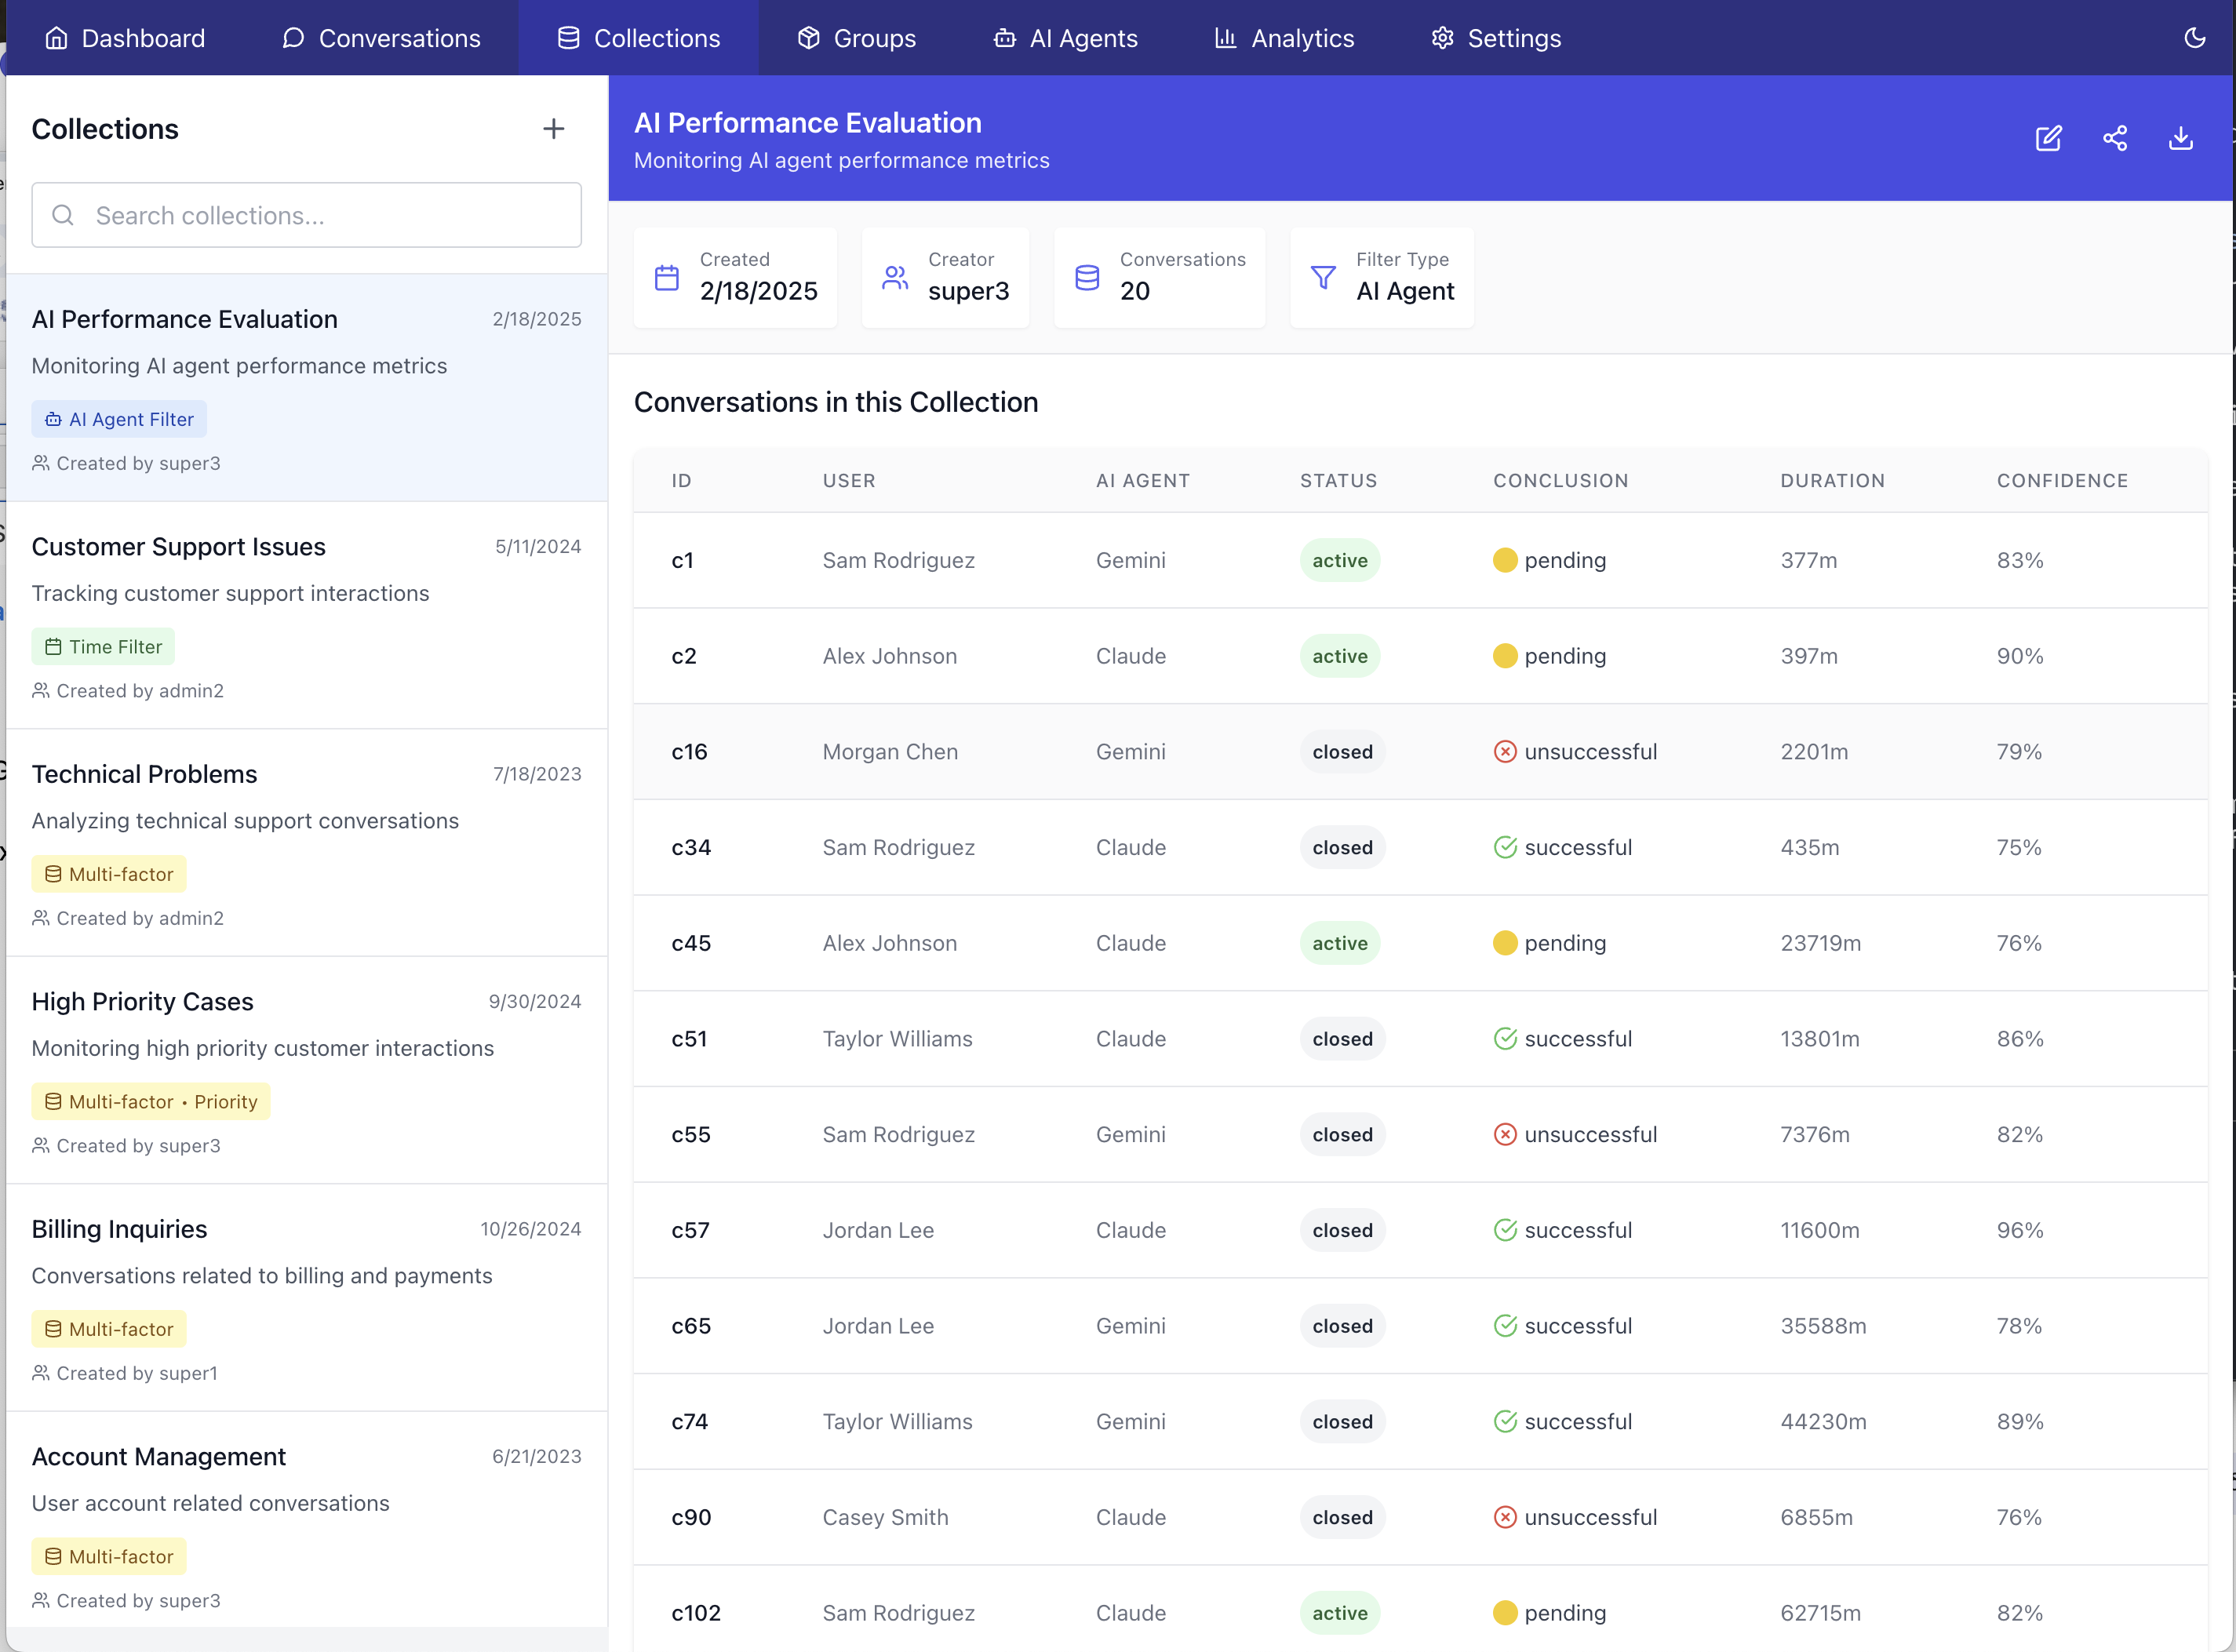 Dashboard Conversations Collections Groups AI Agents Analytics Settings
Collections
Search collections...
AI Performance Evaluation 2/18/2025
Monitoring AI agent performance metrics
AI Agent Filter
Created by super3
Customer Support Issues 5/11/2024
Tracking customer support interactions
Time Filter
Created by admin2
Technical Problems 7/18/2023
Analyzing technical support conversations
Multi-factor
Created by admin2
High Priority Cases 9/30/2024
Monitoring high priority customer interactions
Multi-factor • Priority
Created by super3
Billing Inquiries 10/26/2024
Conversations related to billing and payments
Multi-factor
Created by super1
Account Management 6/21/2023
User account related conversations
Multi-factor
Created by super3
AI Performance Evaluation
Monitoring AI agent performance metrics
Created
2/18/2025
Creator
super3
Conversations
20
Filter Type
AI Agent
Conversations in this Collection
ID USER AI AGENT STATUS CONCLUSION DURATION CONFIDENCE
c1 Sam Rodriguez Gemini active pending 377m 83%
c2 Alex Johnson Claude active pending 397m 90%
c16 Morgan Chen Gemini closed unsuccessful 2201m 79%
c34 Sam Rodriguez Claude closed successful 435m 75%
c45 Alex Johnson Claude active pending 23719m 76%
c51 Taylor Williams Claude closed successful 13801m 86%
c55 Sam Rodriguez Gemini closed unsuccessful 7376m 82%
c57 Jordan Lee Claude closed successful 11600m 96%
c65 Jordan Lee Gemini closed successful 35588m 78%
c74 Taylor Williams Gemini closed successful 44230m 89%
c90 Casey Smith Claude closed unsuccessful 6855m 76%
c102 Sam Rodriguez Claude active pending 62715m 82%